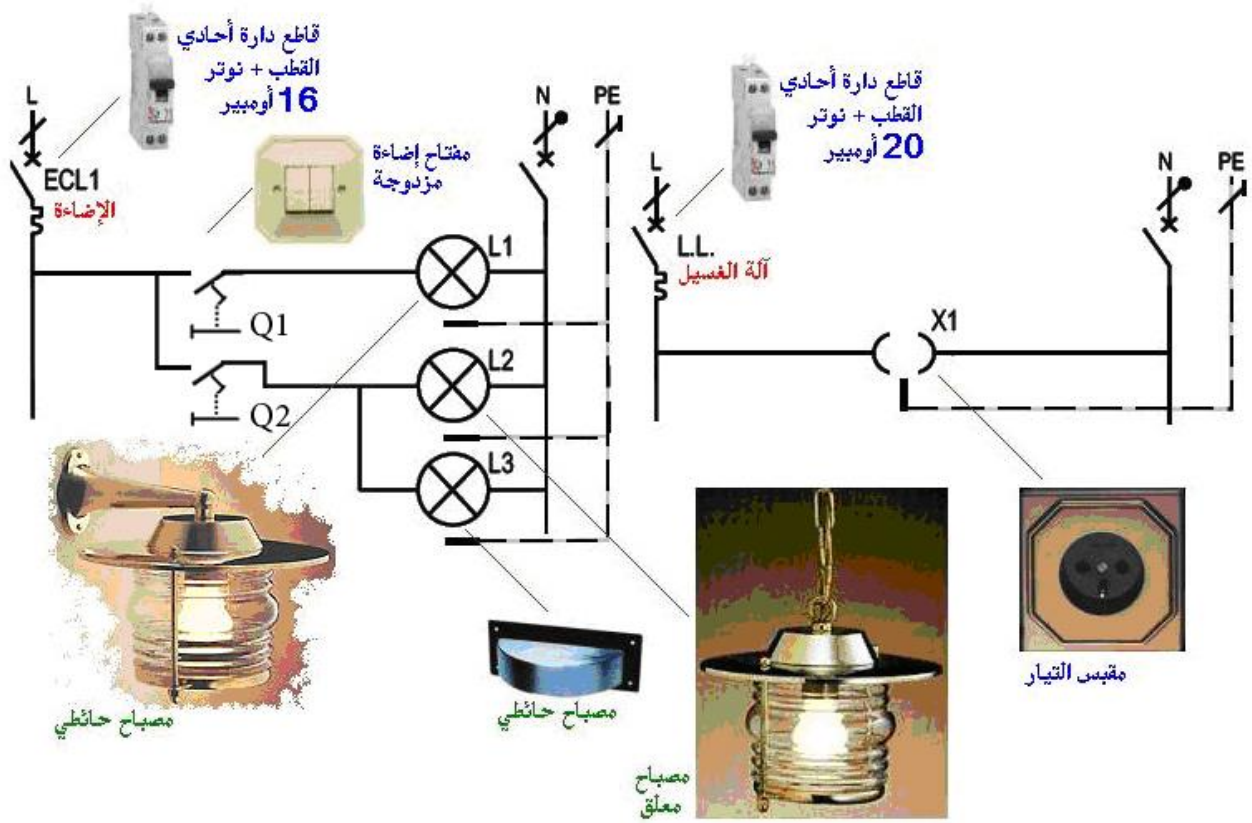 قاطع دارة أحادي
القطب + نوتر
16 أومبير
L
ECL1
الإضاءة
مفتاح إضاءة
مزدوجة
N
PE
L1
Q1
L2
Q2
L3
مصباح حائطي
مصباح حائطي
مصباح
معلق
قاطع دارة أحادي
القطب + نوتر
20 أومبير
L
L.L.
آلة الغسيل
N
PE
X1
مقبس التيار